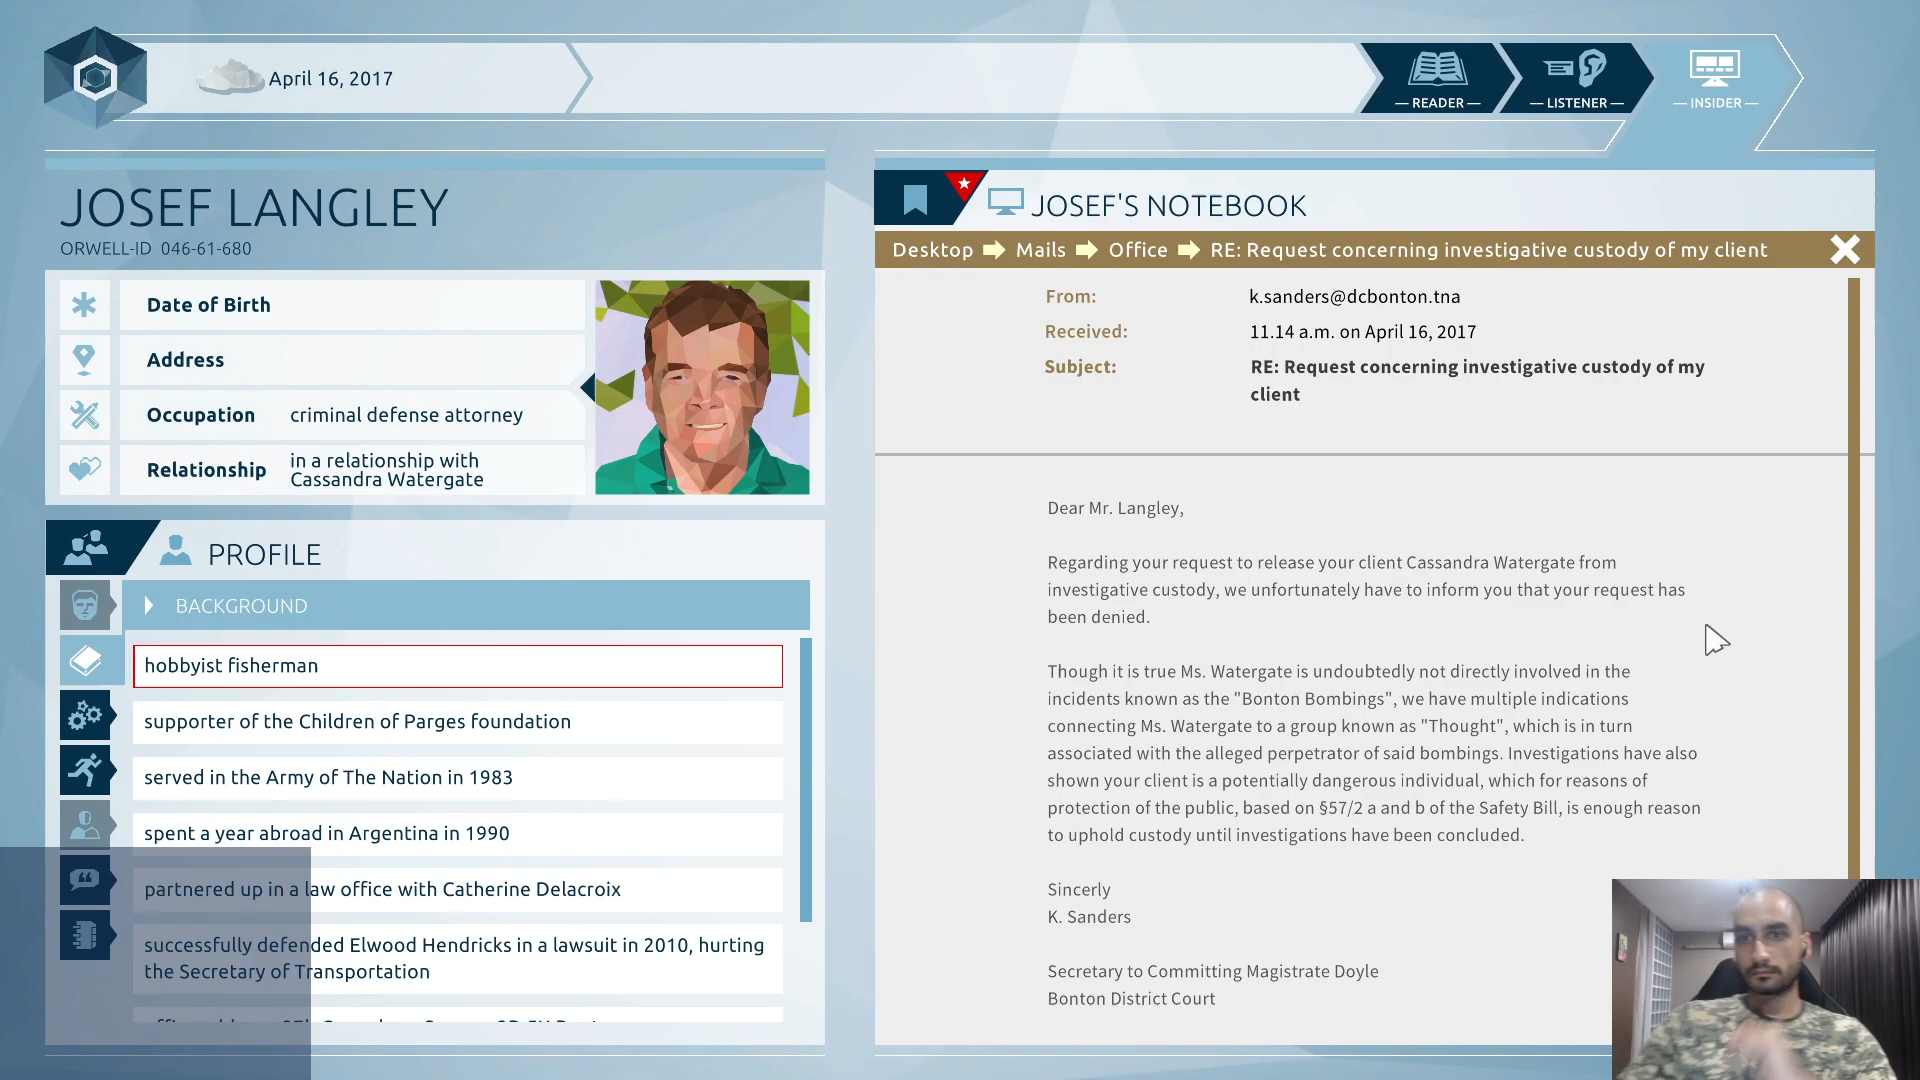 April 16, 2017
— READER —
— LISTENER —
— INSIDER —
JOSEF LANGLEY
ORWELL-ID 046-61-680
Date of Birth
Address
Occupation criminal defense attorney
Relationship in a relationship with
Cassandra Watergate
PROFILE
BACKGROUND
hobbyist fisherman
supporter of the Children of Parges foundation
served in the Army of The Nation in 1983
spent a year abroad in Argentina in 1990
partnered up in a law office with Catherine Delacroix
successfully defended Elwood Hendricks in a lawsuit in 2010, hurting
the Secretary of Transportation
JOSEF'S NOTEBOOK
Desktop Mails Office RE: Request concerning investigative custody of my client
From: k.sanders@dcbonton.tna
Received: 11.14 a.m. on April 16, 2017
Subject: RE: Request concerning investigative custody of my
client
Dear Mr. Langley,
Regarding your request to release your client Cassandra Watergate from
investigative custody, we unfortunately have to inform you that your request has
been denied.
Though it is true Ms. Watergate is undoubtedly not directly involved in the
incidents known as the "Bonton Bombings", we have multiple indications
connecting Ms. Watergate to a group known as "Thought", which is in turn
associated with the alleged perpetrator of said bombings. Investigations have also
shown your client is a potentially dangerous individual, which for reasons of
protection of the public, based on §57/2 a and b of the Safety Bill, is enough reason
to uphold custody until investigations have been concluded.
Sincerly
K. Sanders
Secretary to Committing Magistrate Doyle
Bonton District Court